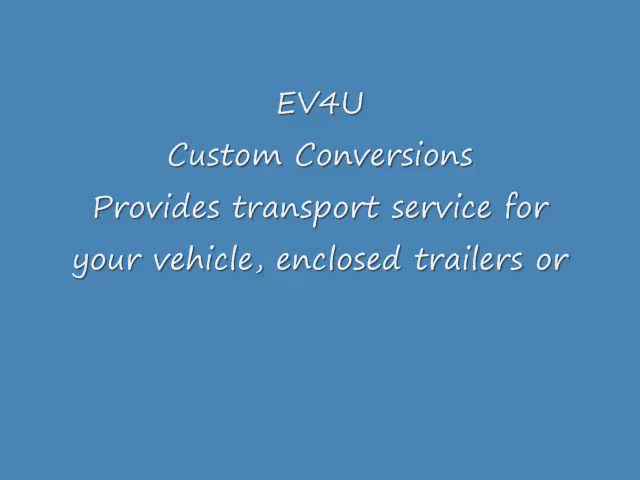 EV4U
Custom Conversions
Provides transport service for
your vehicle, enclosed trailers or